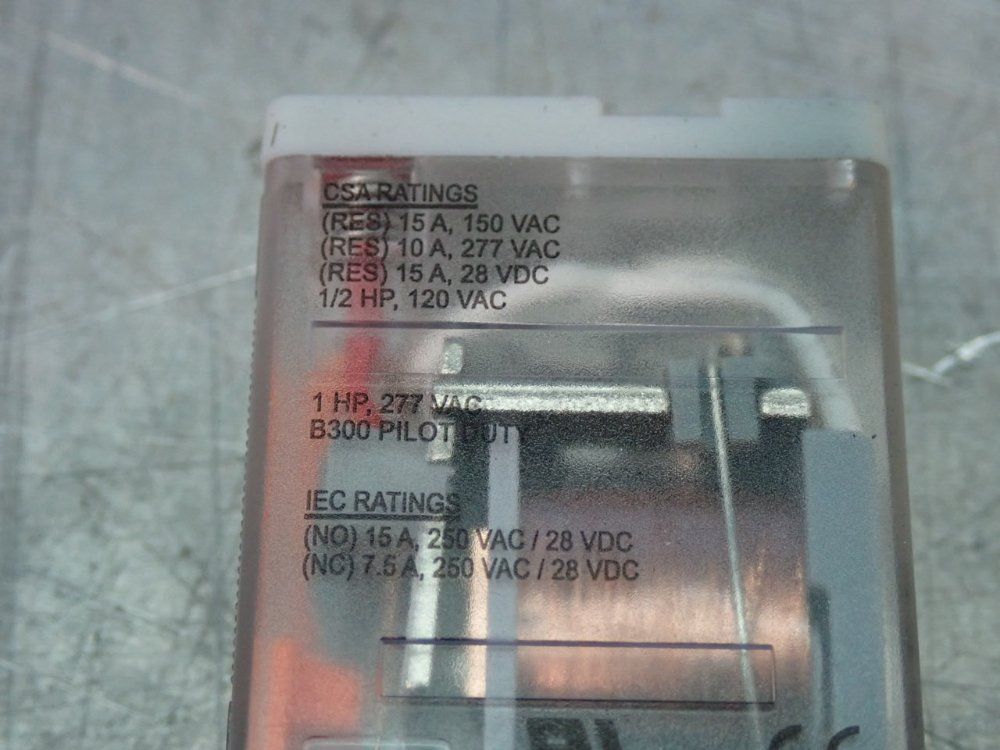 CSA RATINGS
(RES) 15 A, 150 VAC
(RES) 10 A, 277 VAC
(RES) 15 A, 28 VDC
1/2 HP, 120 VAC
1 HP, 277 VAC
B300 PILOT DUTY
IEC RATINGS
(NO) 15 A, 250 VAC / 28 VDC
(NC) 7.5 A, 250 VAC / 28 VDC